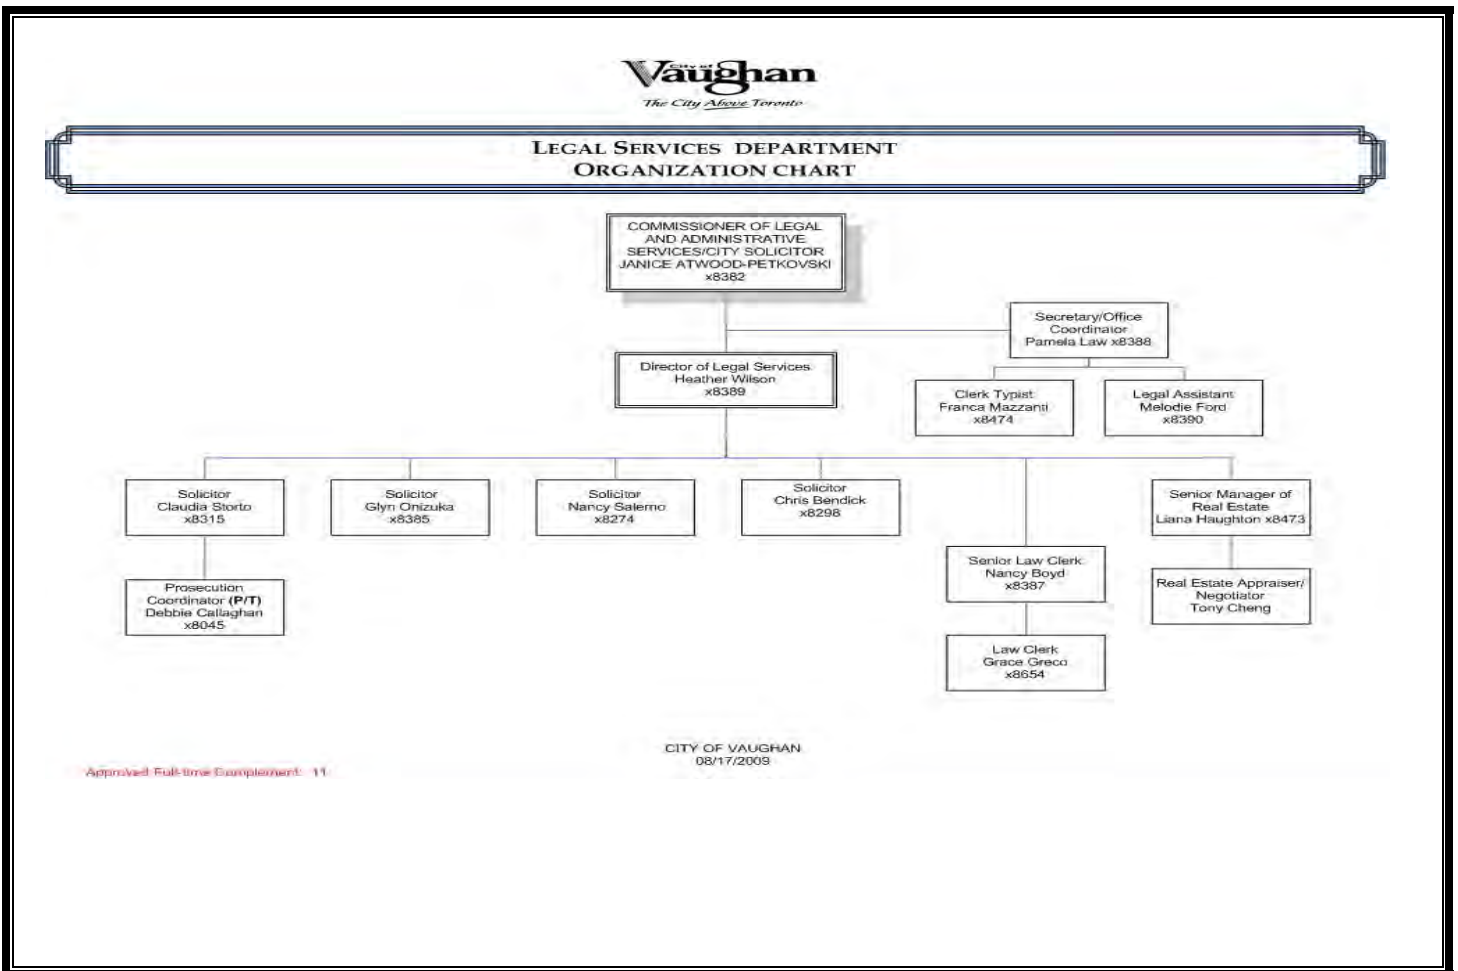 City of
Vaughan
The City Above Toronto
LEGAL SERVICES DEPARTMENT
ORGANIZATION CHART
COMMISSIONER OF LEGAL
AND ADMINISTRATIVE
SERVICES/CITY SOLICITOR
JANICE ATWOOD-PETKOVSKI
x8382
Secretary/Office
Coordinator
Pamela Law x8388
Director of Legal Services
Heather Wilson
x8389
Clerk Typist
Franca Mazzanti
x8474
Legal Assistant
Melodie Ford
x8390
Solicitor
Claudia Storto
x8315
Solicitor
Glyn Onizuka
x8385
Solicitor
Nancy Salerno
x8274
Solicitor
Chris Bendick
x8298
Senior Manager of
Real Estate
Liana Haughton x8473
Senior Law Clerk
Nancy Boyd
x8387
Real Estate Appraiser/
Negotiator
Tony Cheng
Prosecution
Coordinator (P/T)
Debbie Callaghan
x8045
Law Clerk
Grace Greco
x8654
CITY OF VAUGHAN
08/17/2009
Approved Full-time Complement: 11